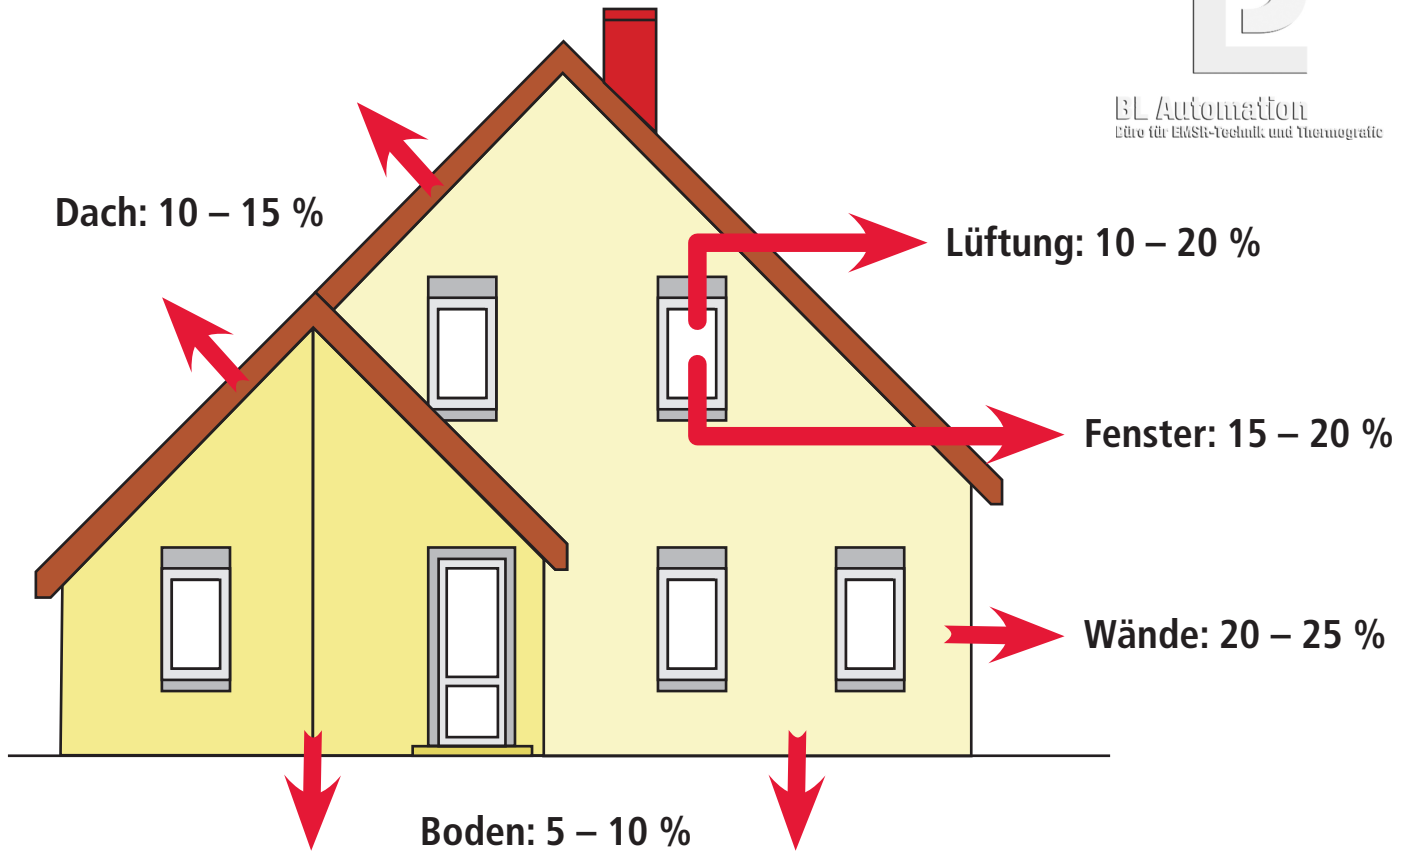 BL Automation
Büro für EMSR-Technik und Thermografie
Dach: 10 – 15 %
Lüftung: 10 – 20 %
Fenster: 15 – 20 %
Wände: 20 – 25 %
Boden: 5 – 10 %